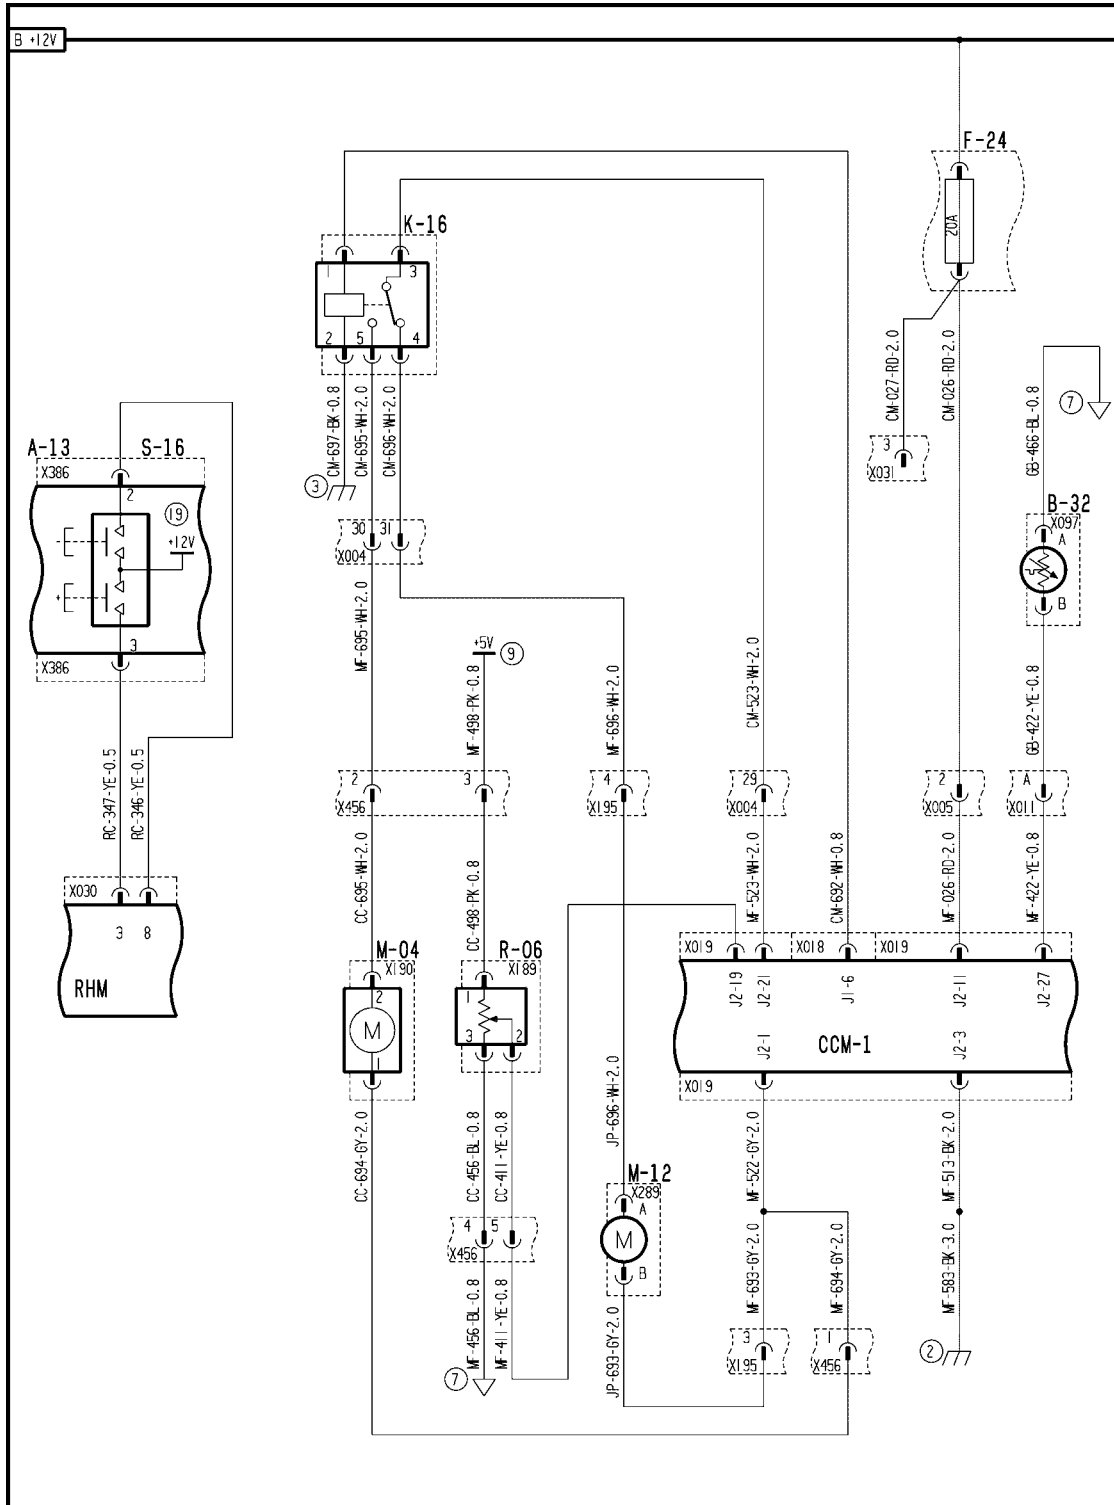 B +12V
F-24
20A
K-16
1
3
2
5
4
CM-697-BK-0.8
CM-695-WH-2.0
CM-696-WH-2.0
3
CM-027-RD-2.0
CM-026-RD-2.0
3
X031
GB-466-BL-0.8
7
B-32
X097
A
B
A-13
S-16
X386
2
19
+12V
-
+
3
X386
30
31
X004
MF-695-WH-2.0
+5V
9
MF-498-PK-0.8
MF-696-WH-2.0
CM-523-WH-2.0
GB-422-YE-0.8
RC-347-YE-0.5
RC-346-YE-0.5
2
3
X456
4
X195
29
X004
2
X005
A
X011
CC-695-WH-2.0
CC-498-PK-0.8
MF-523-WH-2.0
CM-692-WH-0.8
MF-026-RD-2.0
MF-422-YE-0.8
X030
3
8
RHM
M-04
X190
2
M
1
R-06
X189
1
3
2
X019
X018
X019
J2-19
J2-21
J1-6
J2-11
J2-27
J2-1
CCM-1
J2-3
X019
CC-694-GY-2.0
CC-456-BL-0.8
CC-411-YE-0.8
JP-696-WH-2.0
MF-522-GY-2.0
MF-513-BK-2.0
M-12
X289
A
M
B
4
5
X456
MF-456-BL-0.8
MF-411-YE-0.8
7
JP-693-GY-2.0
MF-693-GY-2.0
MF-694-GY-2.0
MF-583-BK-3.0
3
X195
1
X456
2